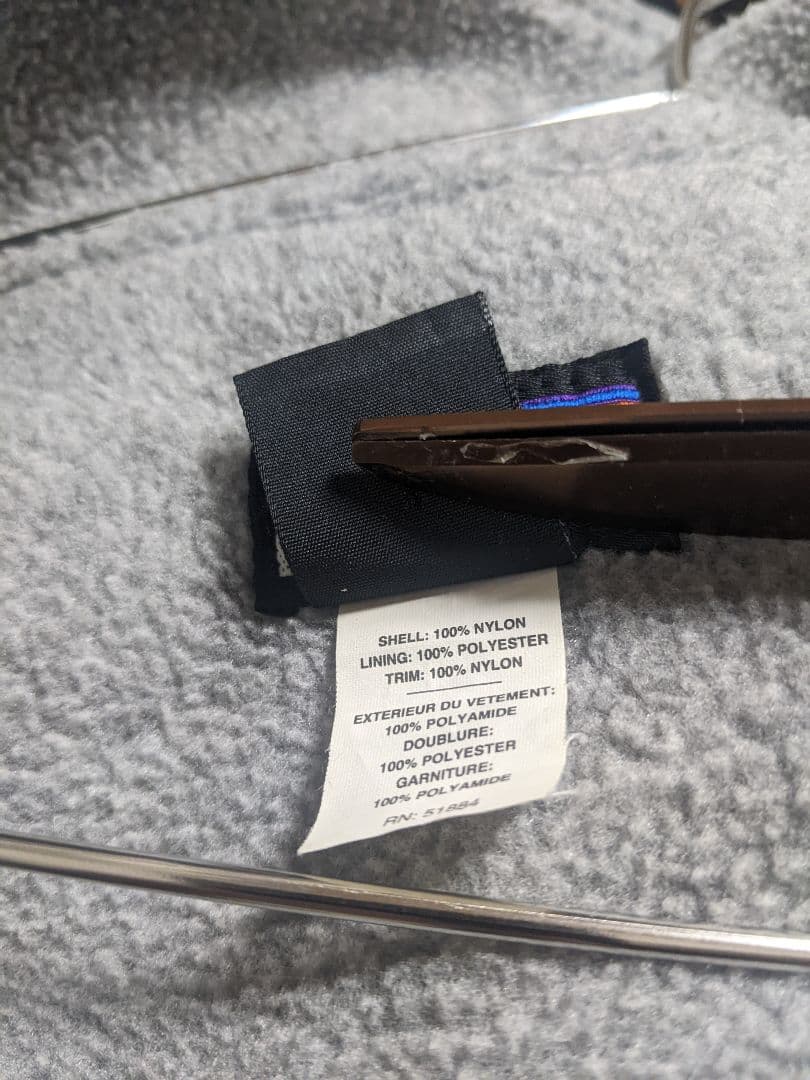 SHELL: 100% NYLON
LINING: 100% POLYESTER
TRIM: 100% NYLON
EXTERIEUR DU VETEMENT:
100% POLYAMIDE
DOUBLURE:
100% POLYESTER
GARNITURE:
100% POLYAMIDE
RN: 51884